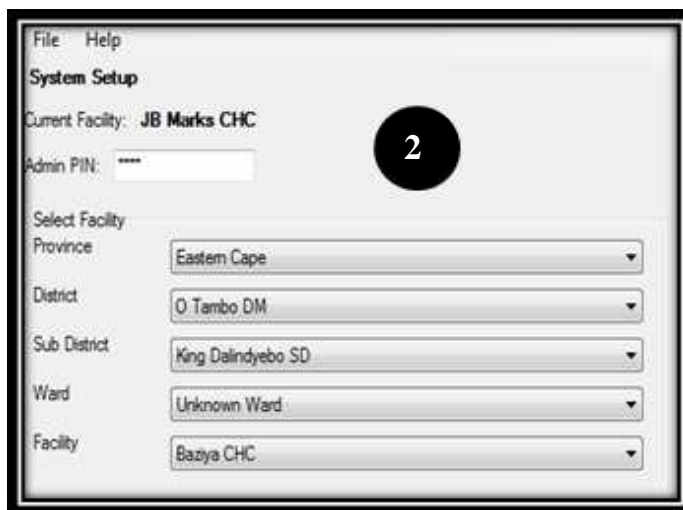 File Help
System Setup
Current Facility: JB Marks CHC
2
Admin PIN: ****
Select Facility
Province Eastern Cape
District O Tambo DM
Sub District King Dalindyebo SD
Ward Unknown Ward
Facility Baziya CHC